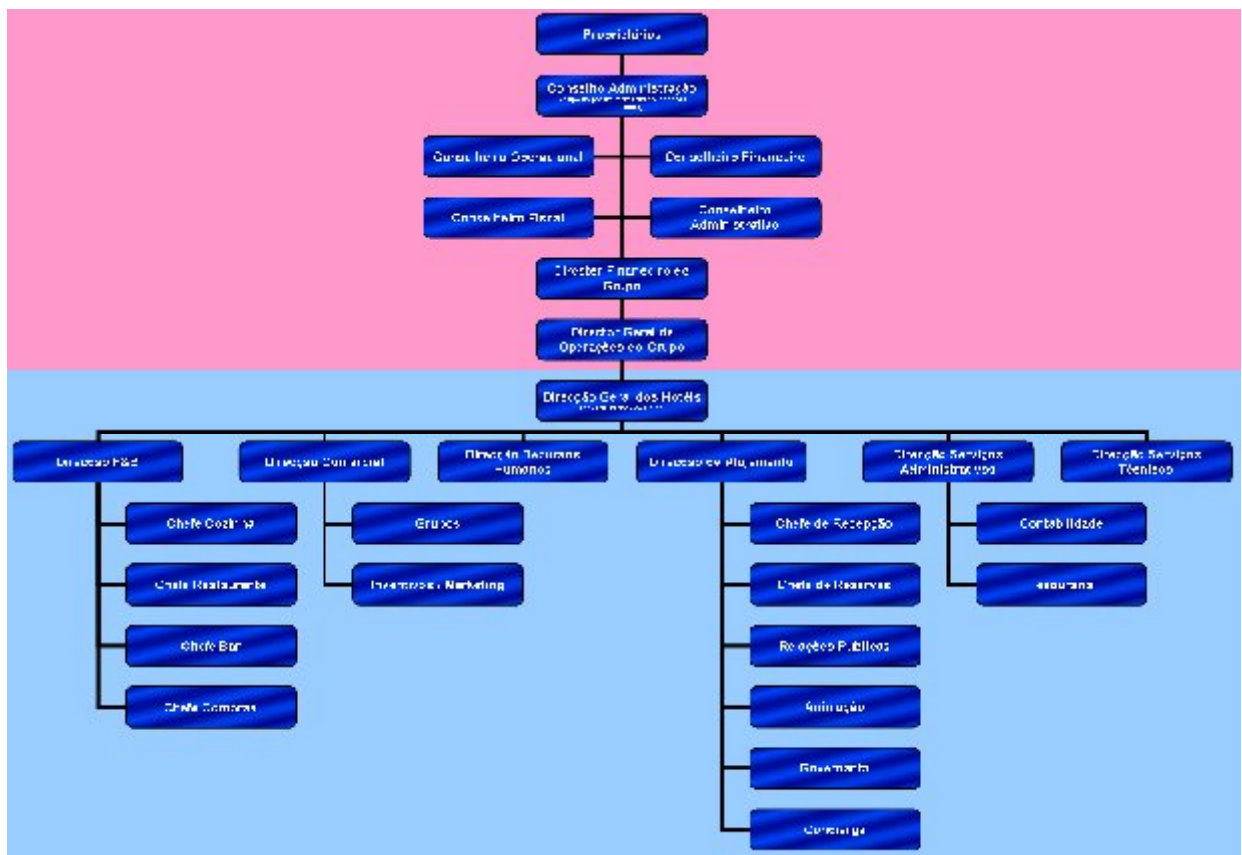 Proprietários
Conselho Administração
Conselheiro Operacional
Conselheiro Financeiro
Conselheiro Fiscal
Conselheiro
Administrativo
Director Financeiro do
Grupo
Director Geral de
Operações do Grupo
Direcção Geral dos Hotéis
Direcção F&B
Direcção Comercial
Direcção Recursos
Humanos
Direcção de Alojamento
Direcção Serviços
Administrativos
Direcção Serviços
Técnicos
Chefe Cozinha
Chefe Restaurante
Chefe Bar
Chefe Compras
Grupos
/ Marketing
Chefe de Recepção
Chefe de Reservas
Relações Públicas
Animação
Governanta
Concierge
Contabilidade
Tesouraria